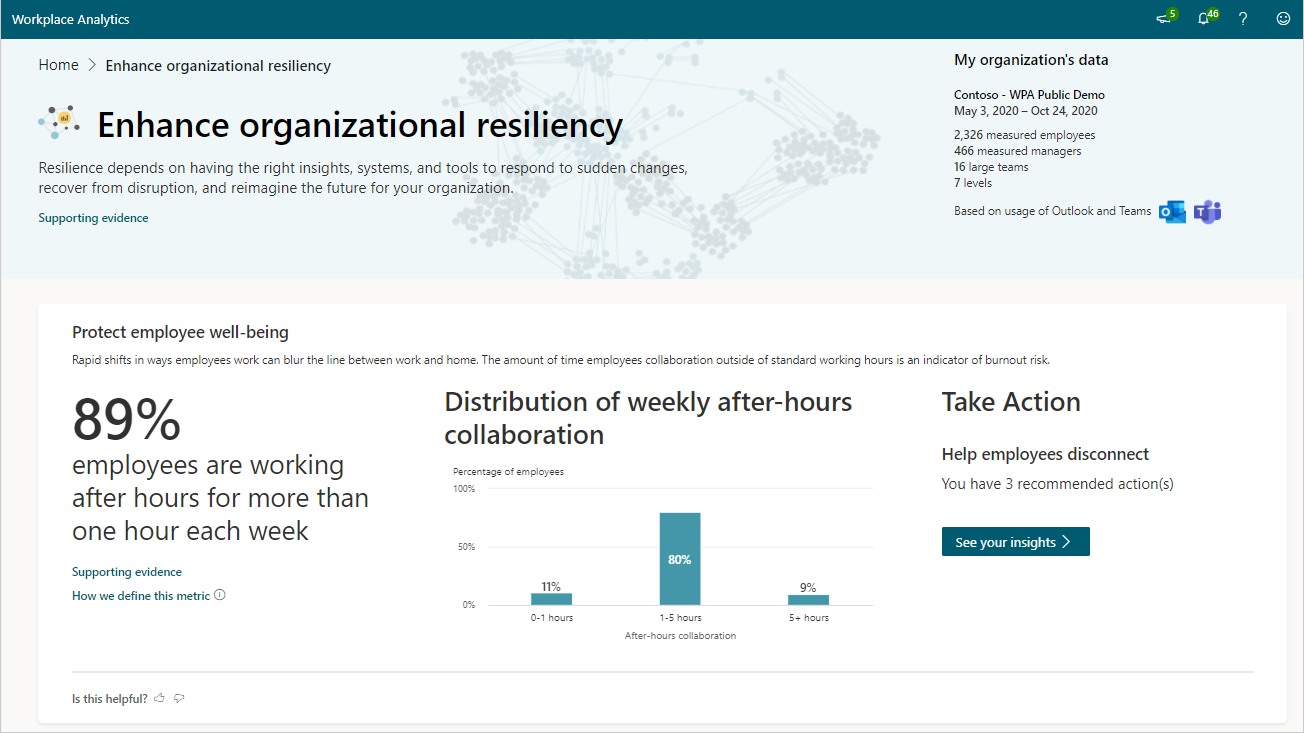 Workplace Analytics
5
46
?
Home > Enhance organizational resiliency
Enhance organizational resiliency
Resilience depends on having the right insights, systems, and tools to respond to sudden changes,
recover from disruption, and reimagine the future for your organization.
Supporting evidence
My organization's data
Contoso - WPA Public Demo
May 3, 2020 – Oct 24, 2020
2,326 measured employees
466 measured managers
16 large teams
7 levels
Based on usage of Outlook and Teams
Protect employee well-being
Rapid shifts in ways employees work can blur the line between work and home. The amount of time employees collaboration outside of standard working hours is an indicator of burnout risk.
89%
employees are working
after hours for more than
one hour each week
Supporting evidence
How we define this metric
Distribution of weekly after-hours
collaboration
Percentage of employees
100%
50%
0%
11%
80%
9%
0-1 hours
1-5 hours
5+ hours
After-hours collaboration
Take Action
Help employees disconnect
You have 3 recommended action(s)
See your insights >
Is this helpful?